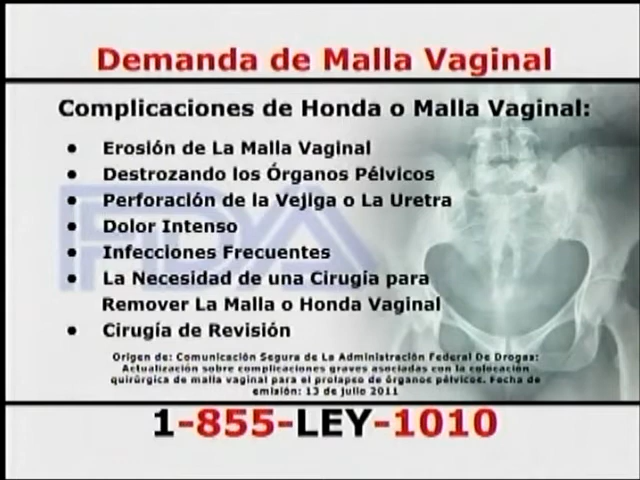 Demanda de Malla Vaginal
Complicaciones de Honda o Malla Vaginal:
• Erosión de La Malla Vaginal
• Destrozando los Órganos Pélvicos
• Perforación de la Vejiga o La Uretra
• Dolor Intenso
• Infecciones Frecuentes
• La Necesidad de una Cirugía para
Remover La Malla o Honda Vaginal
• Cirugía de Revisión
FDA
Origen de: Comunicación Segura de La Administración Federal De Drogas:
Actualización sobre complicaciones graves asociadas con la colocación
quirúrgica de malla vaginal para el prolapso de órganos pélvicos. Fecha de
emisión: 13 de julio 2011
1-855-LEY-1010